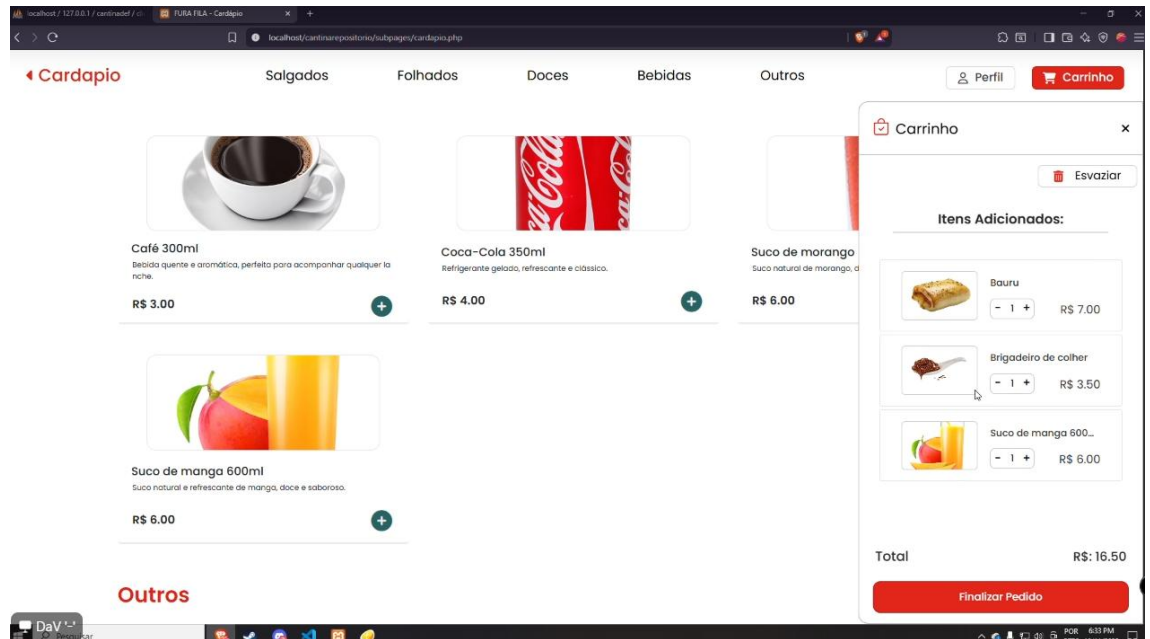 localhost / 127.0.0.1 / cantinadef / cli
FURA FILA - Cardápio
localhost/cantinarepositorio/subpages/cardapio.php
Cardapio
Salgados
Folhados
Doces
Bebidas
Outros
Perfil
Carrinho
Carrinho
Esvaziar
Itens Adicionados:
Coca-Cola
Café 300ml
Bebida quente e aromática, perfeita para acompanhar qualquer la
nche.
R$ 3.00
Coca-Cola 350ml
Refrigerante gelado, refrescante e clássico.
R$ 4.00
Suco de morango
Suco natural de morango, d
R$ 6.00
Bauru
- 1 +
R$ 7.00
Brigadeiro de colher
- 1 +
R$ 3.50
Suco de manga 600...
- 1 +
R$ 6.00
Suco de manga 600ml
Suco natural e refrescante de manga, doce e saboroso.
R$ 6.00
Total
R$: 16.50
Finalizar Pedido
Outros
DaV '-'
Pesquisar
POR
6:33 PM